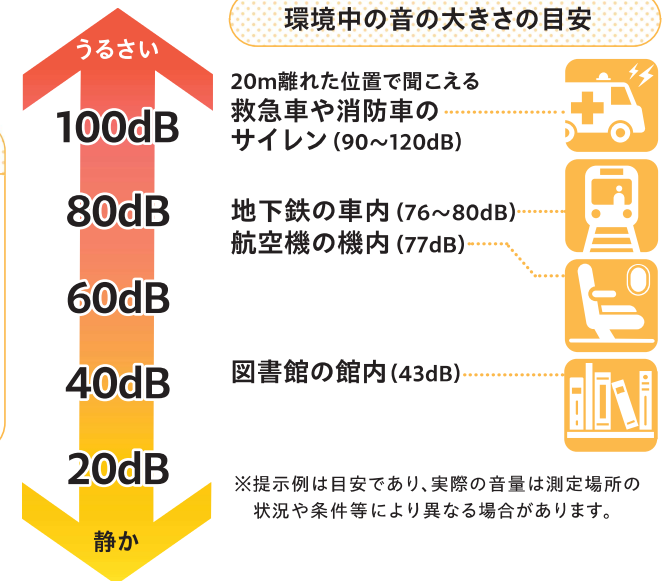 環境中の音の大きさの目安
うるさい
100dB
80dB
60dB
40dB
20dB
静か
20m離れた位置で聞こえる
救急車や消防車の
サイレン(90〜120dB)
地下鉄の車内(76〜80dB)
航空機の機内(77dB)
図書館の館内(43dB)
※提示例は目安であり、実際の音量は測定場所の
状況や条件等により異なる場合があります。